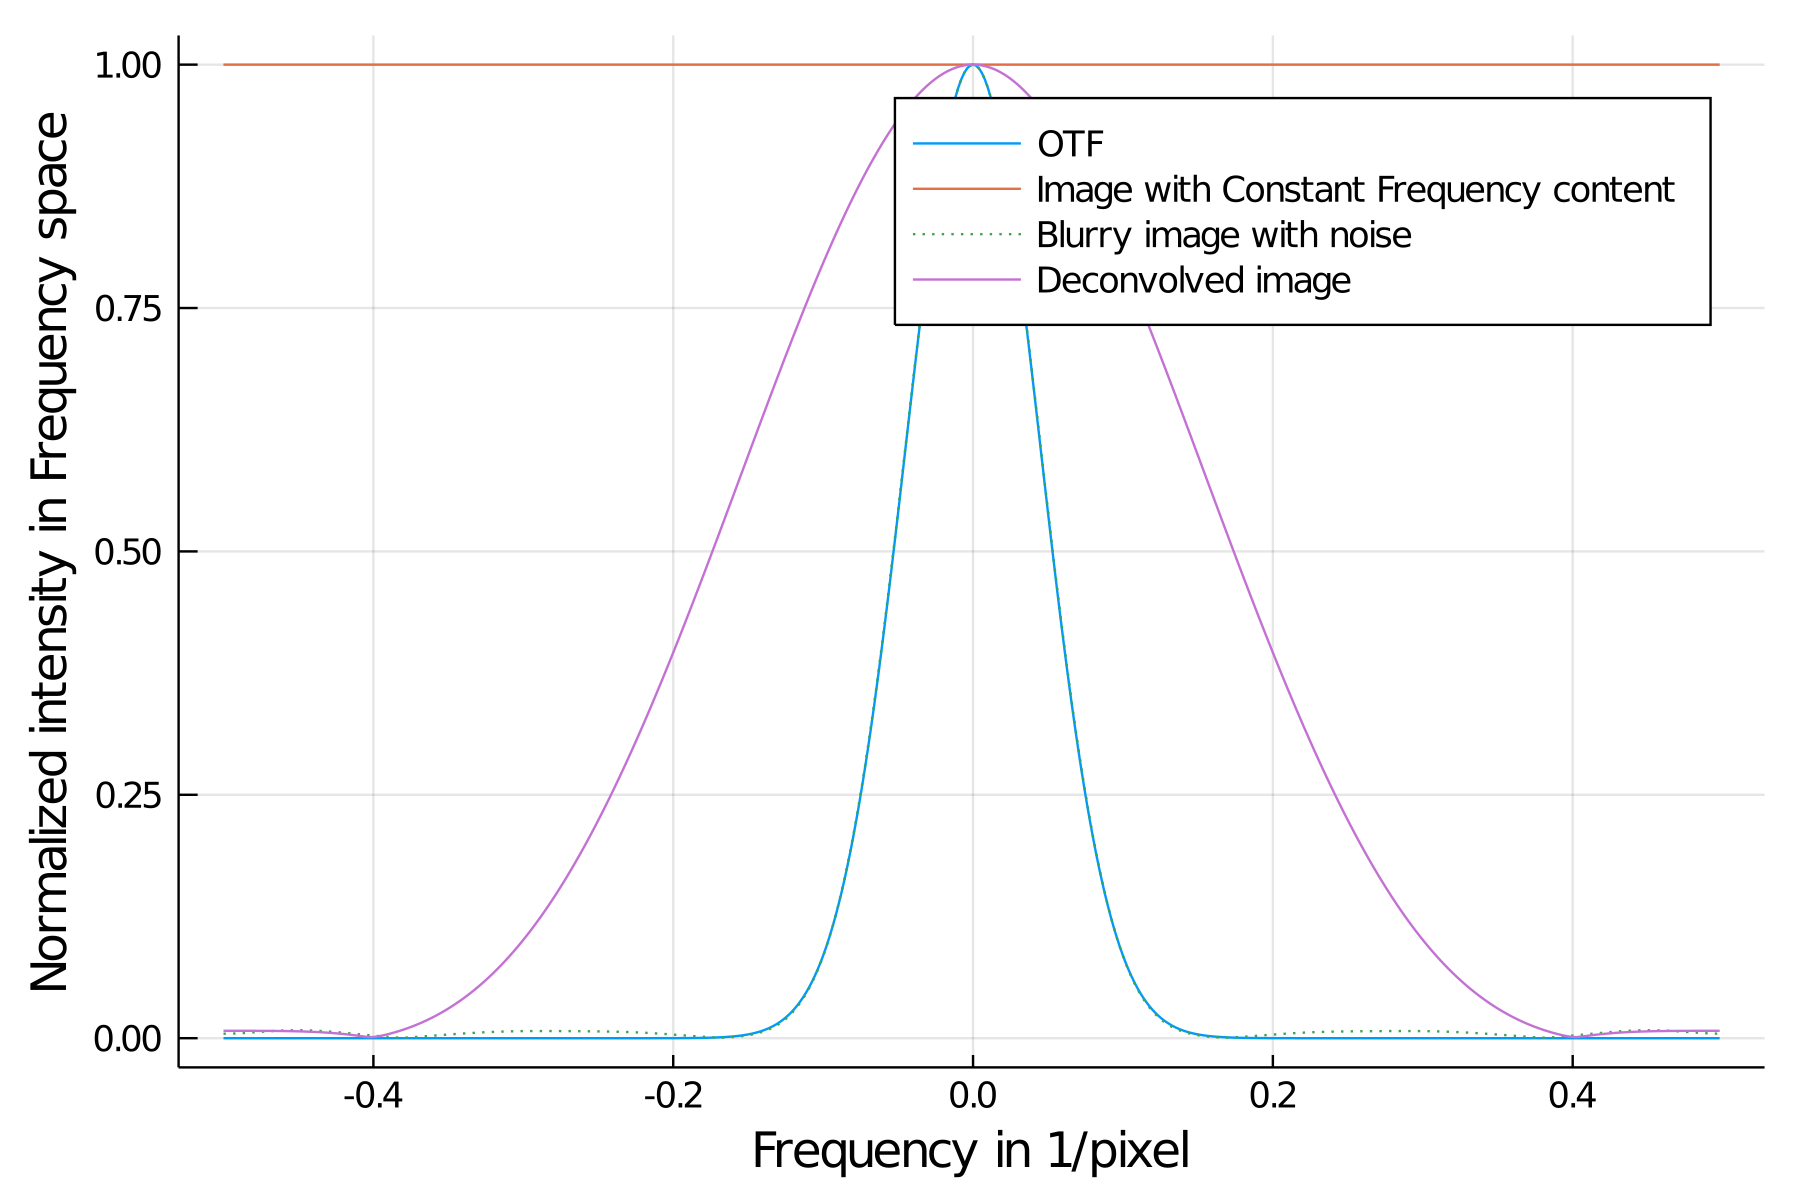 Normalized intensity in Frequency space
1.00
0.75
0.50
0.25
0.00
OTF
Image with Constant Frequency content
Blurry image with noise
Deconvolved image
-0.4 -0.2 0.0 0.2 0.4
Frequency in 1/pixel